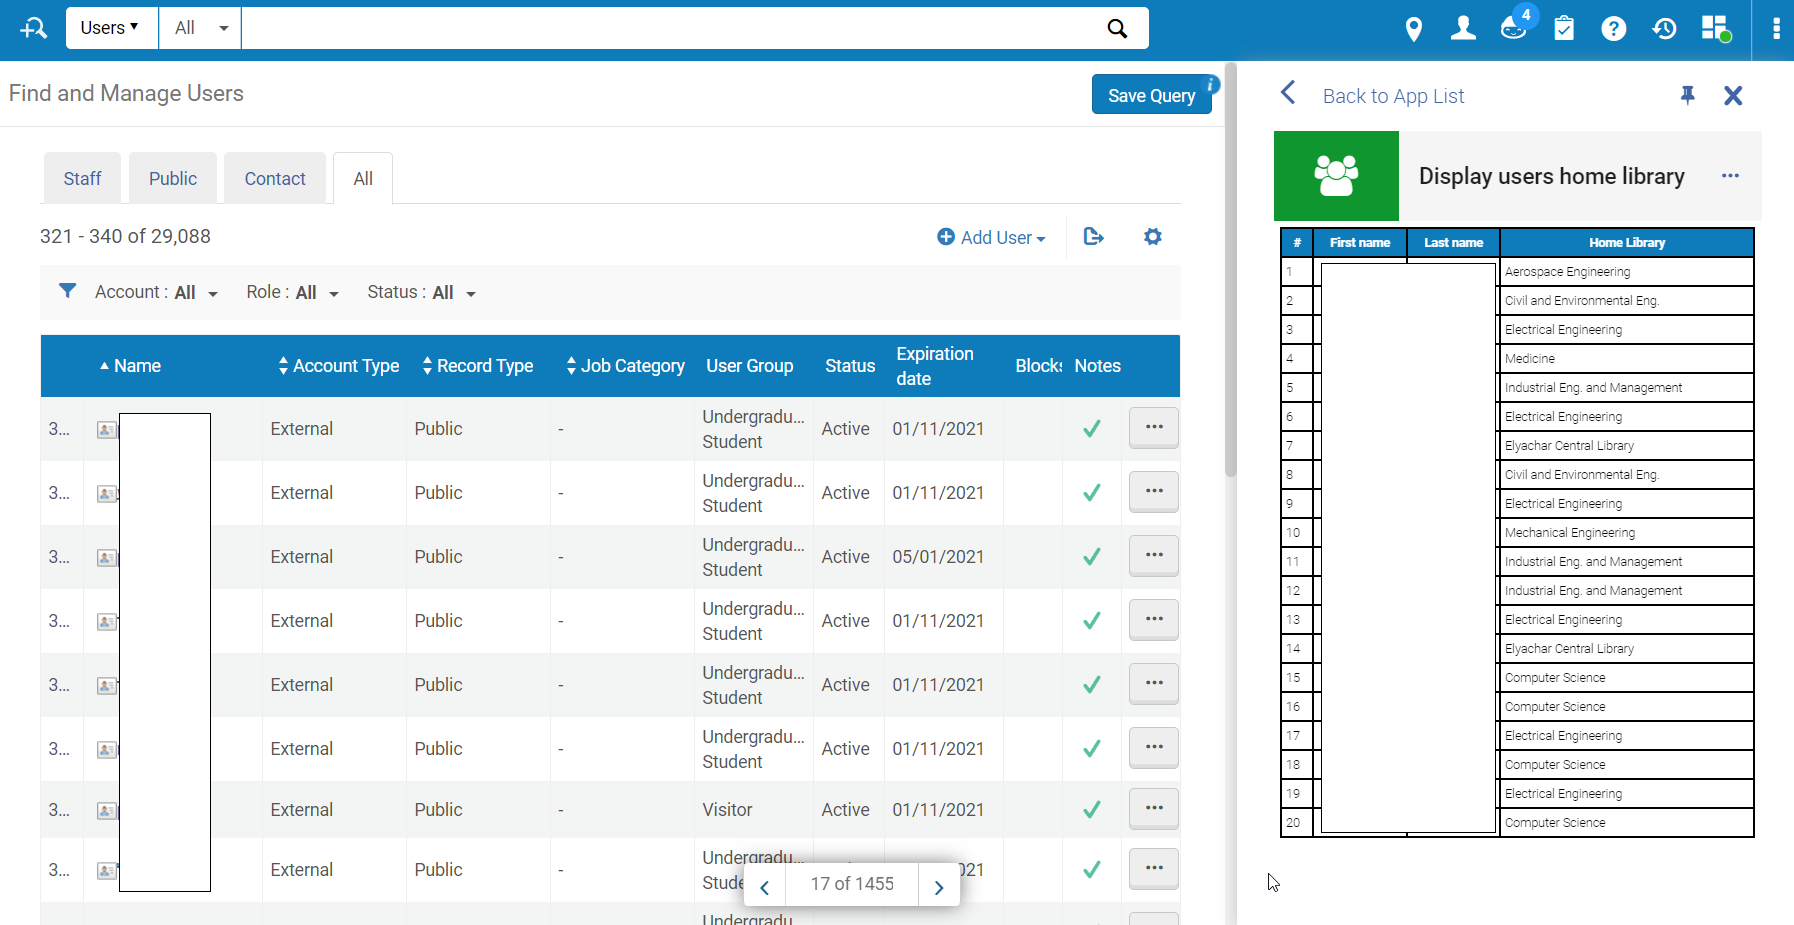 Users All
4
Find and Manage Users
Save Query
i
Staff Public Contact All
321 - 340 of 29,088
Add User
Account : All Role : All Status : All
Name Account Type Record Type Job Category User Group Status Expiration date Blocks Notes
3... External Public - Undergradu... Student Active 01/11/2021 ...
3... External Public - Undergradu... Student Active 01/11/2021 ...
3... External Public - Undergradu... Student Active 05/01/2021 ...
3... External Public - Undergradu... Student Active 01/11/2021 ...
3... External Public - Undergradu... Student Active 01/11/2021 ...
3... External Public - Undergradu... Student Active 01/11/2021 ...
3... External Public - Visitor Active 01/11/2021 ...
3... External Public - Undergradu...
17 of 1455
Back to App List
Display users home library ...
# First name Last name Home Library
1 Aerospace Engineering
2 Civil and Environmental Eng.
3 Electrical Engineering
4 Medicine
5 Industrial Eng. and Management
6 Electrical Engineering
7 Elyachar Central Library
8 Civil and Environmental Eng.
9 Electrical Engineering
10 Mechanical Engineering
11 Industrial Eng. and Management
12 Industrial Eng. and Management
13 Electrical Engineering
14 Elyachar Central Library
15 Computer Science
16 Computer Science
17 Electrical Engineering
18 Computer Science
19 Electrical Engineering
20 Computer Science